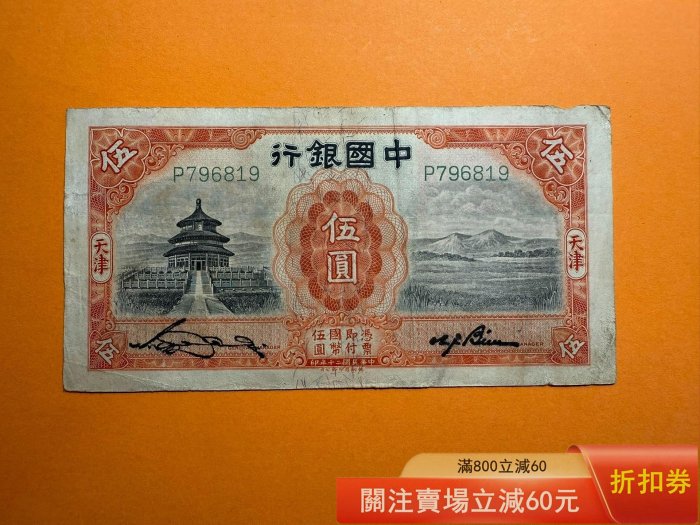 中國銀行
伍
伍
P796819
P796819
伍圓
天津
天津
憑票即付國幣伍圓
中華民國二十年印
MANAGER
伍
伍
滿800立減60
關注賣場立減60元
折扣券